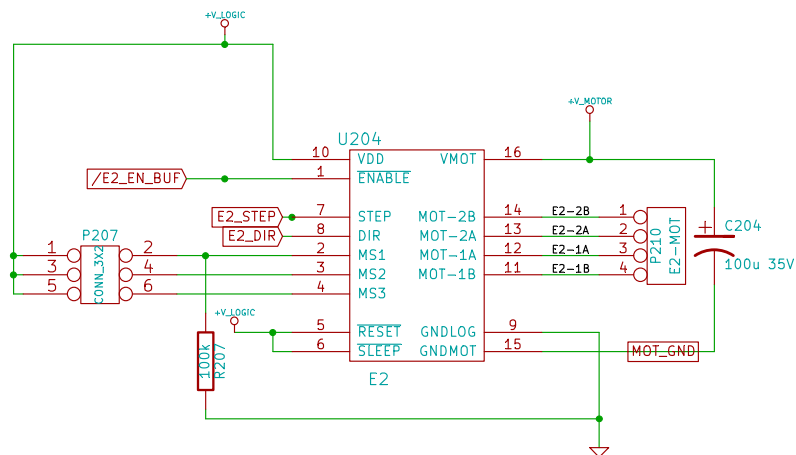 +V_LOGIC
+V_MOTOR
U204
10 VDD VMOT 16
/E2_EN_BUF 1 ENABLE
E2_STEP 7 STEP MOT-2B 14 E2-2B 1
E2_DIR 8 DIR MOT-2A 13 E2-2A 2
P207
1 2 2 MS1 MOT-1A 12 E2-1A 3
3 4 3 MS2 MOT-1B 11 E2-1B 4
5 6 4 MS3
CONN_3X2
P210
E2-MOT
C204
100u 35V
+V_LOGIC
5 RESET GNDLOG 9
6 SLEEP GNDMOT 15 MOT_GND
100k
R207
E2